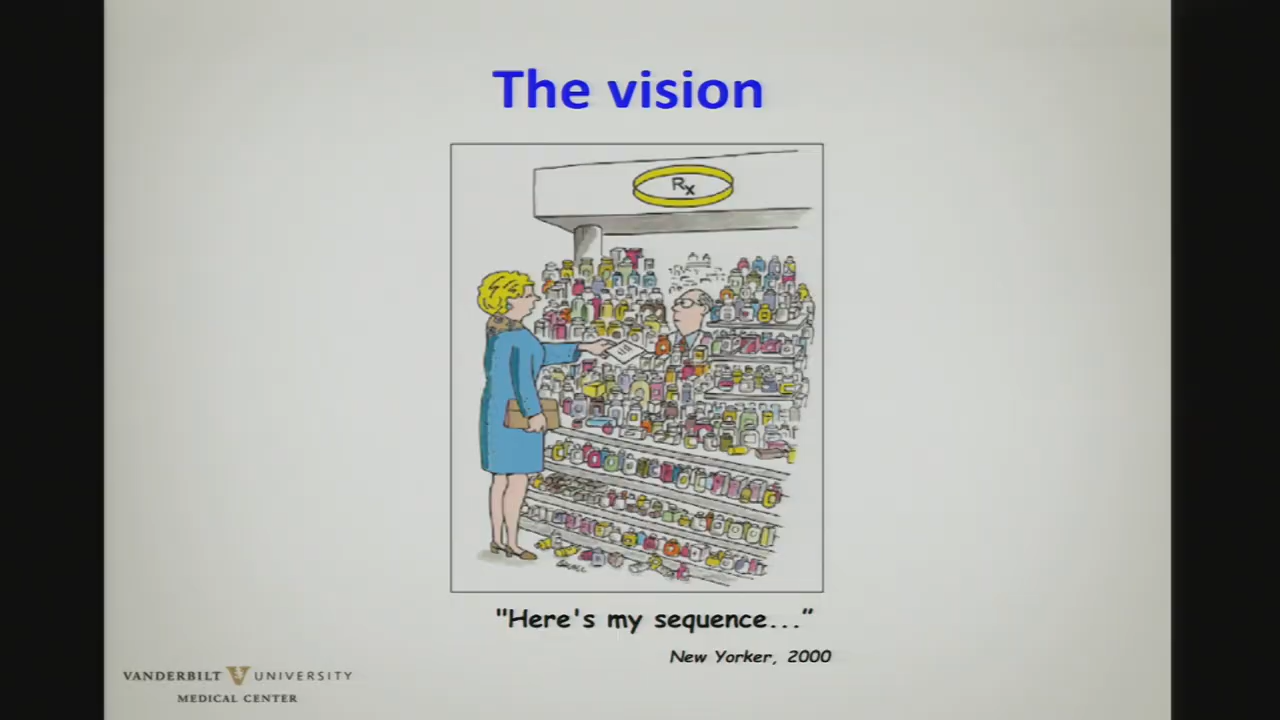 The vision
Rx
"Here's my sequence..."
New Yorker, 2000
VANDERBILT UNIVERSITY
MEDICAL CENTER